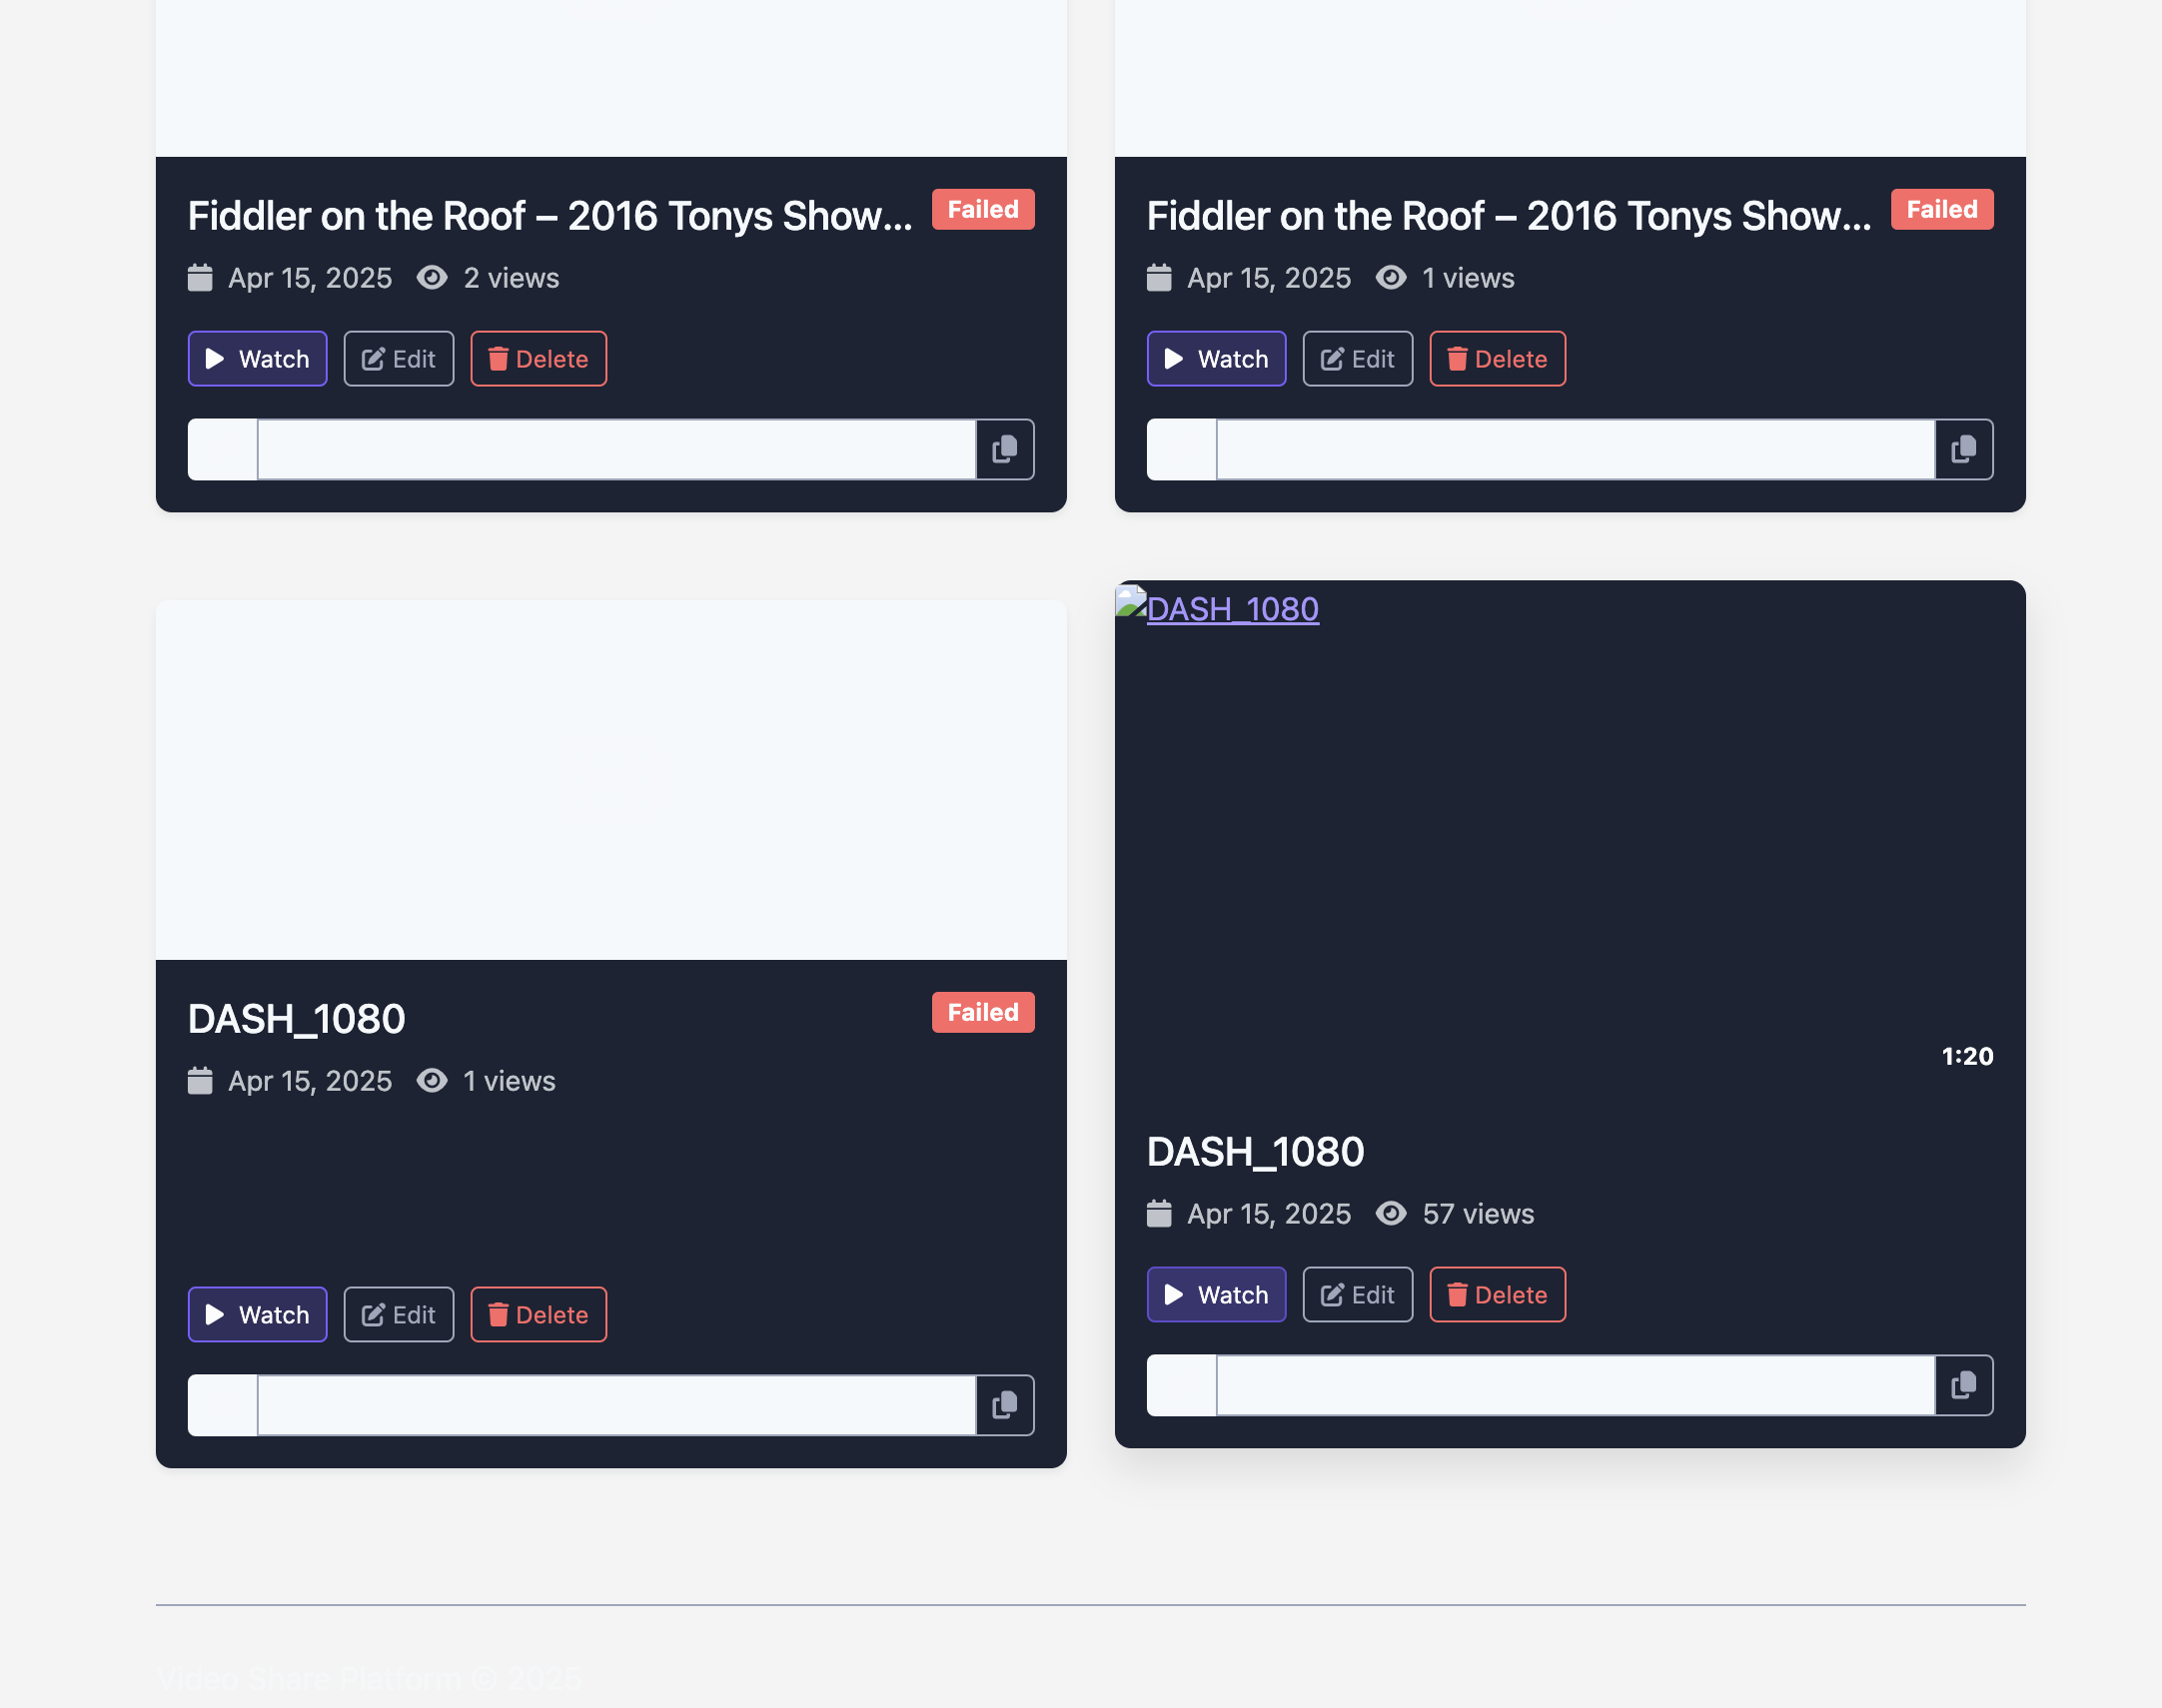 Fiddler on the Roof – 2016 Tonys Show...
Failed
Apr 15, 2025 2 views
Watch Edit Delete
Fiddler on the Roof – 2016 Tonys Show...
Failed
Apr 15, 2025 1 views
Watch Edit Delete
DASH_1080
Failed
Apr 15, 2025 1 views
Watch Edit Delete
DASH_1080
1:20
DASH_1080
Apr 15, 2025 57 views
Watch Edit Delete
Video Share Platform © 2025